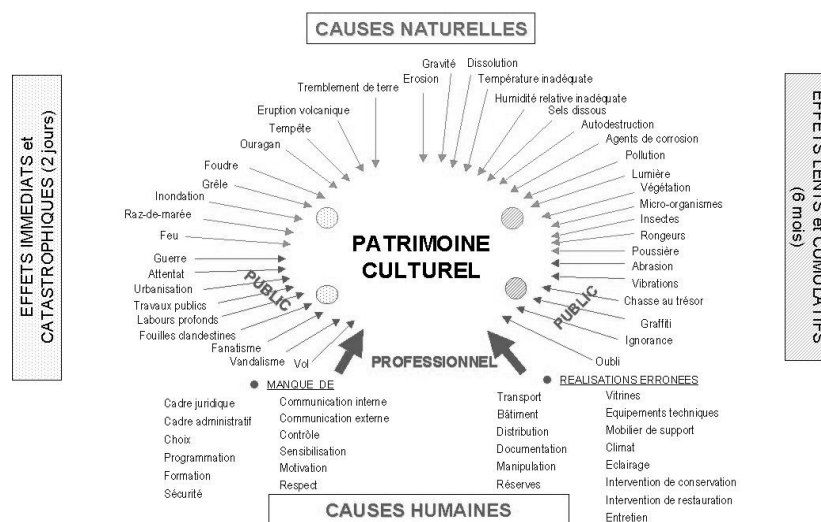 CAUSES NATURELLES
EFFETS IMMEDIATS et
CATASTROPHIQUES (2 jours)
EFFETS LENTS et CUMULATIFS
(6 mois)
Tremblement de terre
Eruption volcanique
Tempête
Ouragan
Foudre
Grêle
Inondation
Raz-de-marée
Feu
Guerre
Attentat
Urbanisation
Travaux publics
Labours profonds
Fouilles clandestines
Fanatisme
Vandalisme
Vol
Erosion
Gravité
Dissolution
Température inadéquate
Humidité relative inadéquate
Sels dissous
Autodestruction
Agents de corrosion
Pollution
Lumière
Végétation
Micro-organismes
Insectes
Rongeurs
Poussière
Abrasion
Vibrations
Chasse au trésor
Graffiti
Ignorance
Oubli
PATRIMOINE
CULTUREL
PUBLIC
PUBLIC
PROFESSIONNEL
MANQUE DE
Cadre juridique
Cadre administratif
Choix
Programmation
Formation
Sécurité
Communication interne
Communication externe
Contrôle
Sensibilisation
Motivation
Respect
REALISATIONS ERRONEES
Transport
Bâtiment
Distribution
Documentation
Manipulation
Réserves
Vitrines
Equipements techniques
Mobilier de support
Climat
Eclairage
Intervention de conservation
Intervention de restauration
Entretien
CAUSES HUMAINES